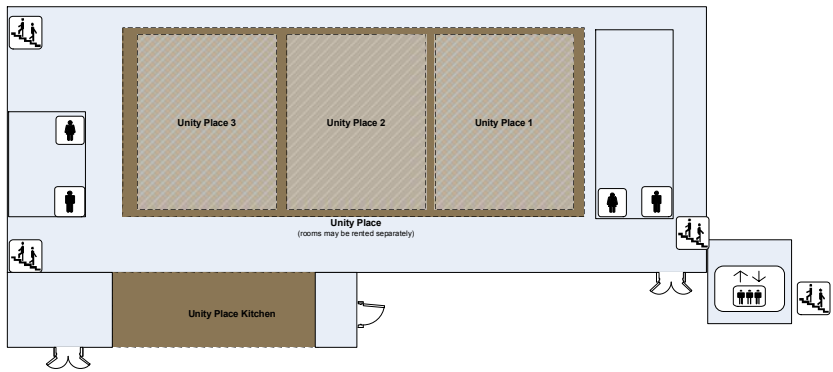 Unity Place 3
Unity Place 2
Unity Place 1
Unity Place
(rooms may be rented separately)
Unity Place Kitchen